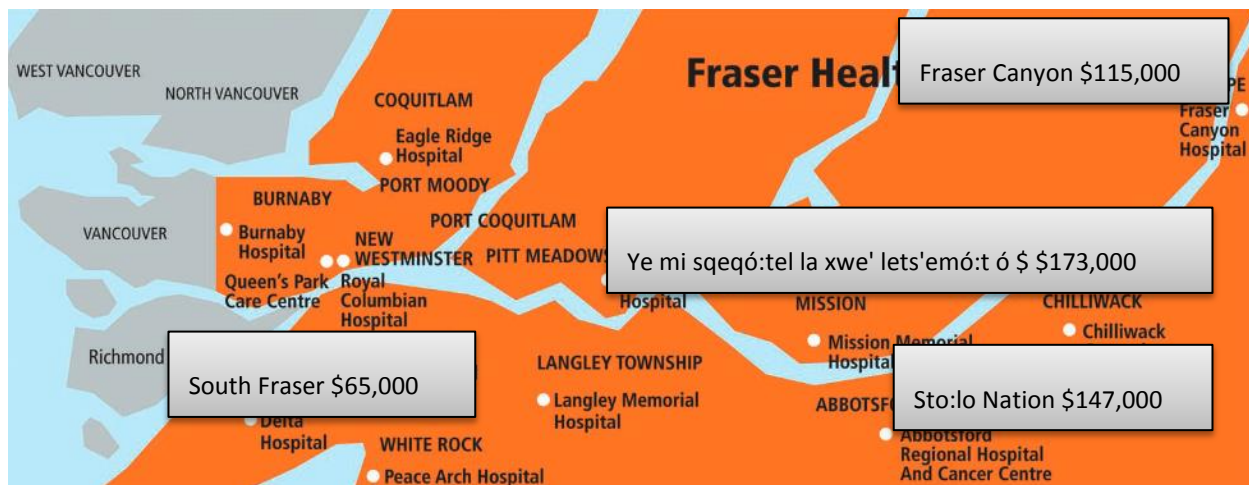 WEST VANCOUVER
NORTH VANCOUVER
COQUITLAM
Eagle Ridge
Hospital
PORT MOODY
Fraser
Fraser Canyon $115,000
Fraser
Canyon
Hospital
VANCOUVER
BURNABY
Burnaby
Hospital
Queen's Park
Care Centre
NEW
WESTMINSTER
Royal
Columbian
Hospital
PORT COQUITLAM
PITT MEADOWS
Ye mi sqeqó:tel la xwe' lets'emó:t ó $ $173,000
Hospital
MISSION
Mission Memorial
Hospital
CHILLIWACK
Chilliwack
Richmond
South Fraser $65,000
Delta
Hospital
LANGLEY TOWNSHIP
Langley Memorial
Hospital
Sto:lo Nation $147,000
Abbotsford
Regional Hospital
And Cancer Centre
WHITE ROCK
Peace Arch Hospital